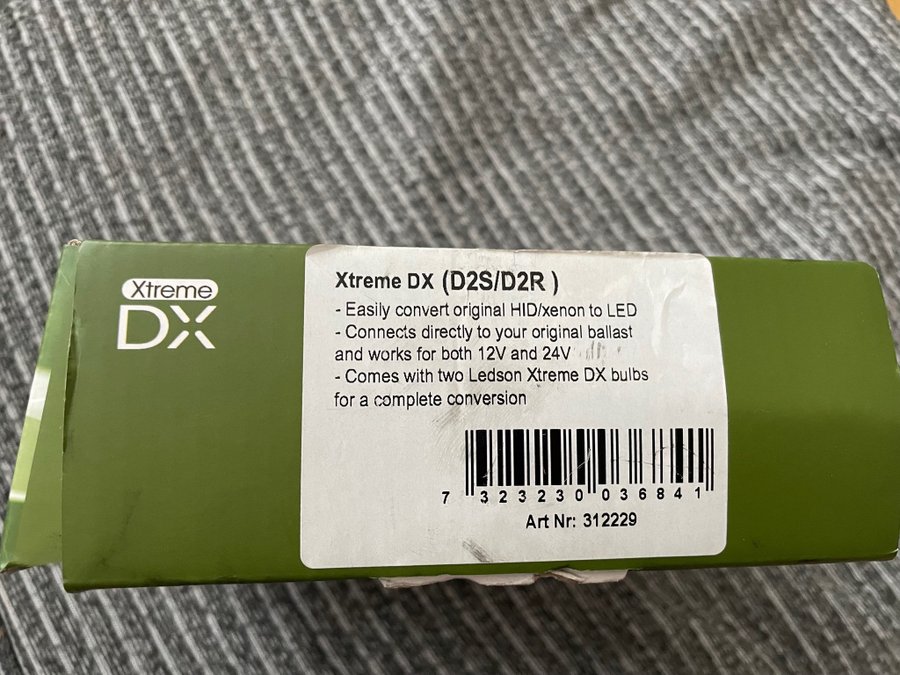 Xtreme
DX
Xtreme DX (D2S/D2R )
- Easily convert original HID/xenon to LED
- Connects directly to your original ballast
and works for both 12V and 24V
- Comes with two Ledson Xtreme DX bulbs
for a complete conversion
7 323230 036841
Art Nr: 312229